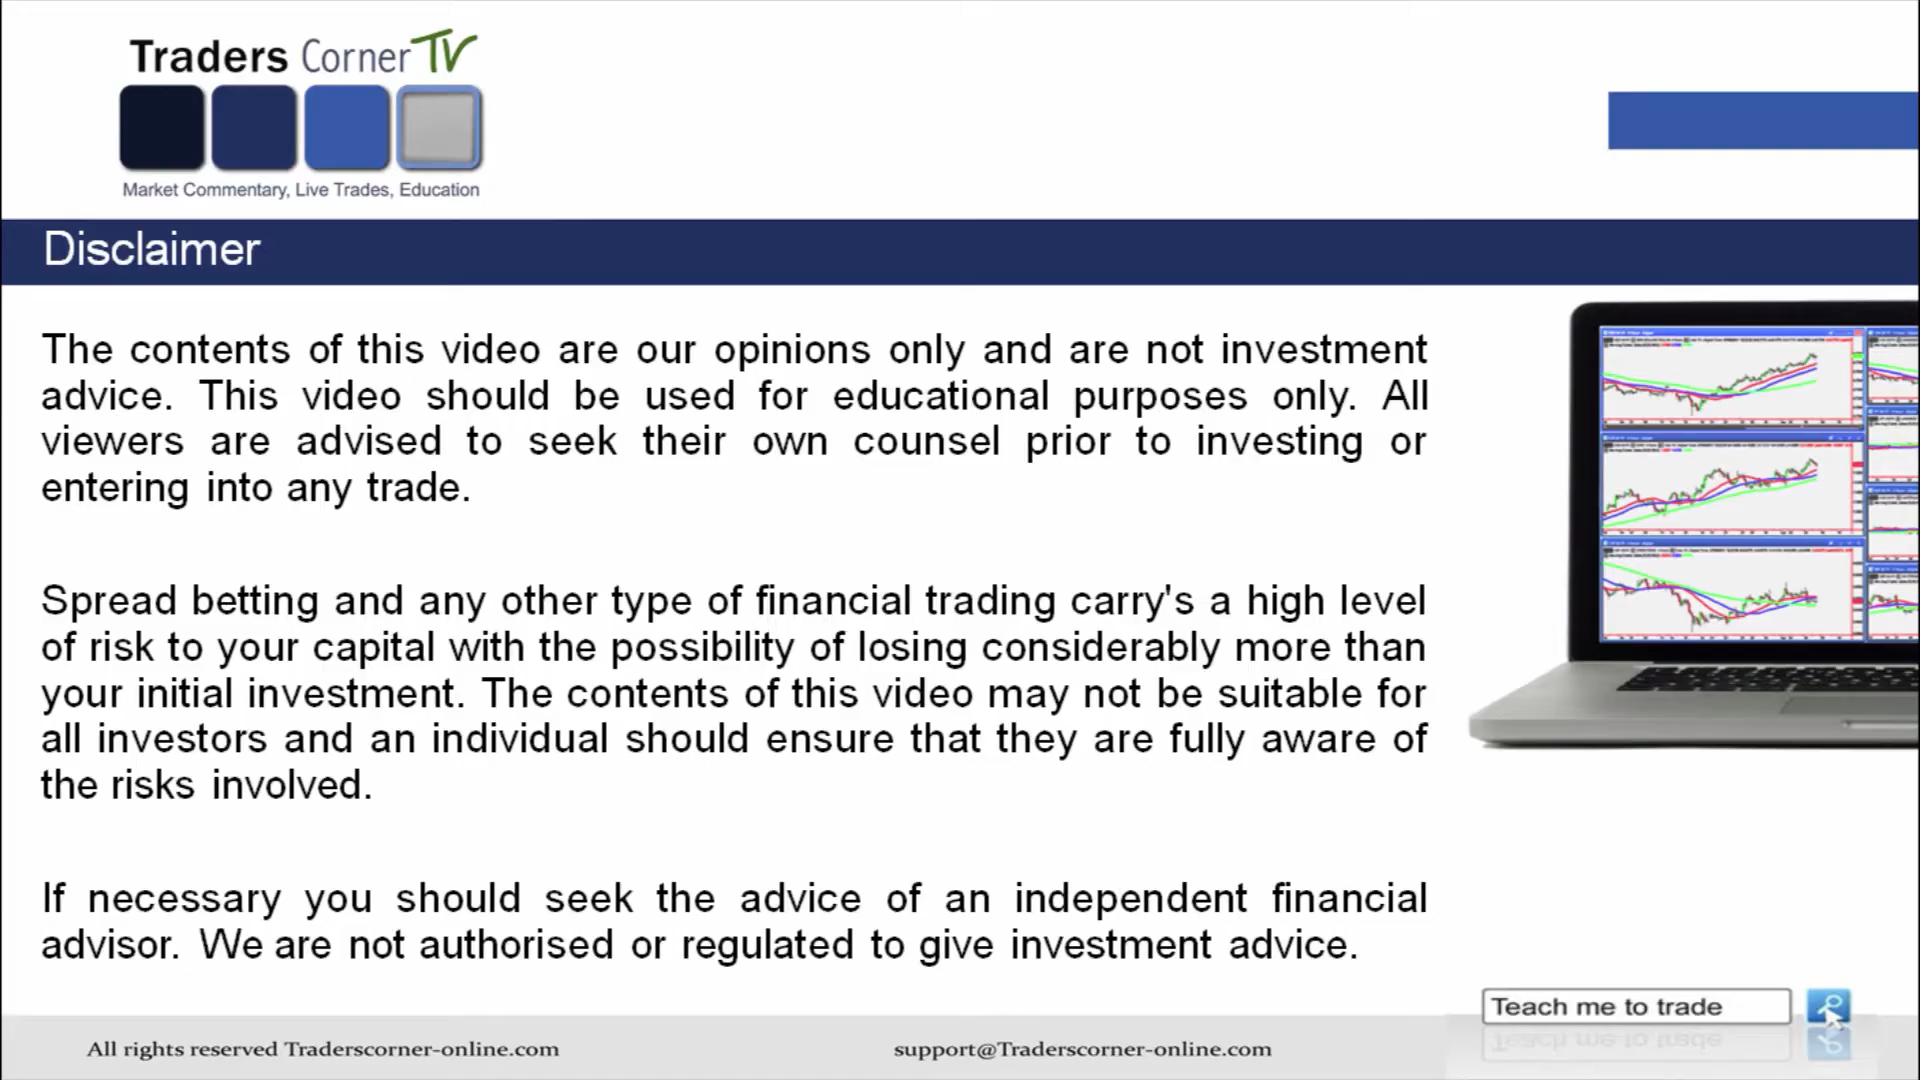 Traders Corner TV
Market Commentary, Live Trades, Education
Disclaimer
The contents of this video are our opinions only and are not investment
advice. This video should be used for educational purposes only. All
viewers are advised to seek their own counsel prior to investing or
entering into any trade.
Spread betting and any other type of financial trading carry's a high level
of risk to your capital with the possibility of losing considerably more than
your initial investment. The contents of this video may not be suitable for
all investors and an individual should ensure that they are fully aware of
the risks involved.
If necessary you should seek the advice of an independent financial
advisor. We are not authorised or regulated to give investment advice.
Teach me to trade
All rights reserved Traderscorner-online.com
support@Traderscorner-online.com